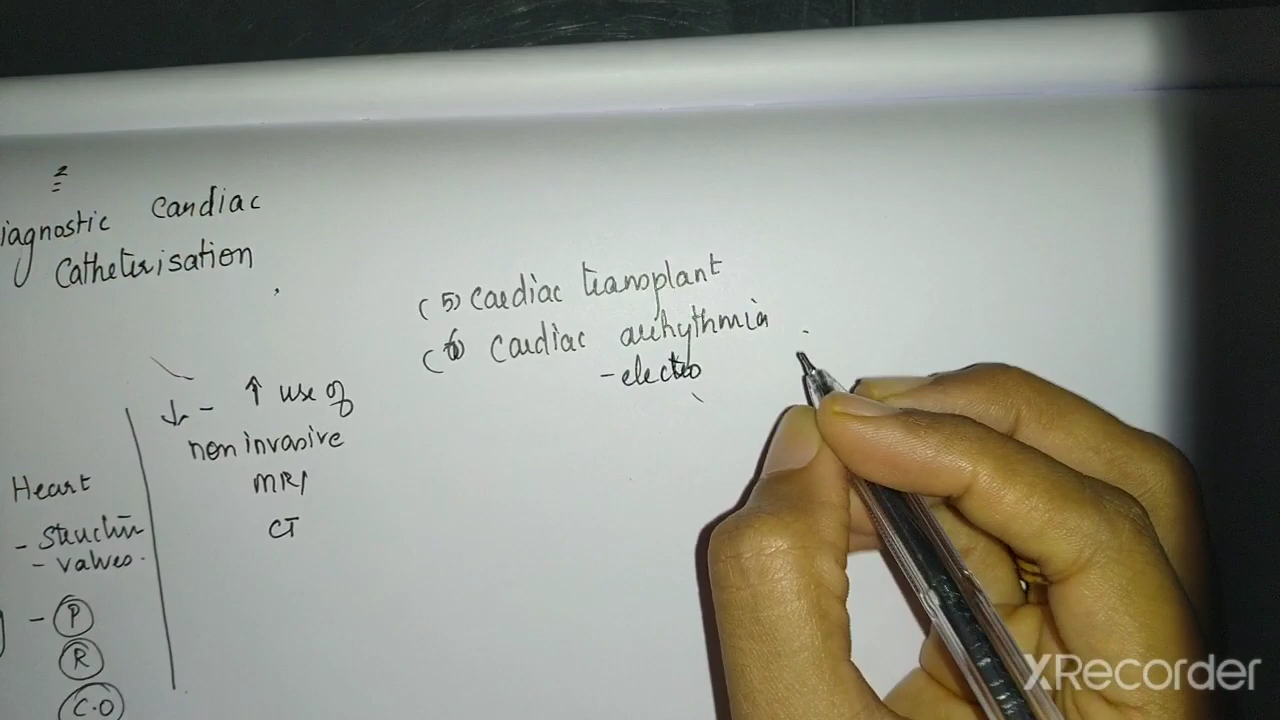 2
iagnostic Cardiac
Catheterisation
↓ - ↑ use of
non invasive
MRI
CT
Heart
- Structure
- valves.
- P
R
C.O
(5) Cardiac transplant
(6) Cardiac arrhythmia
- electro
XRecorder